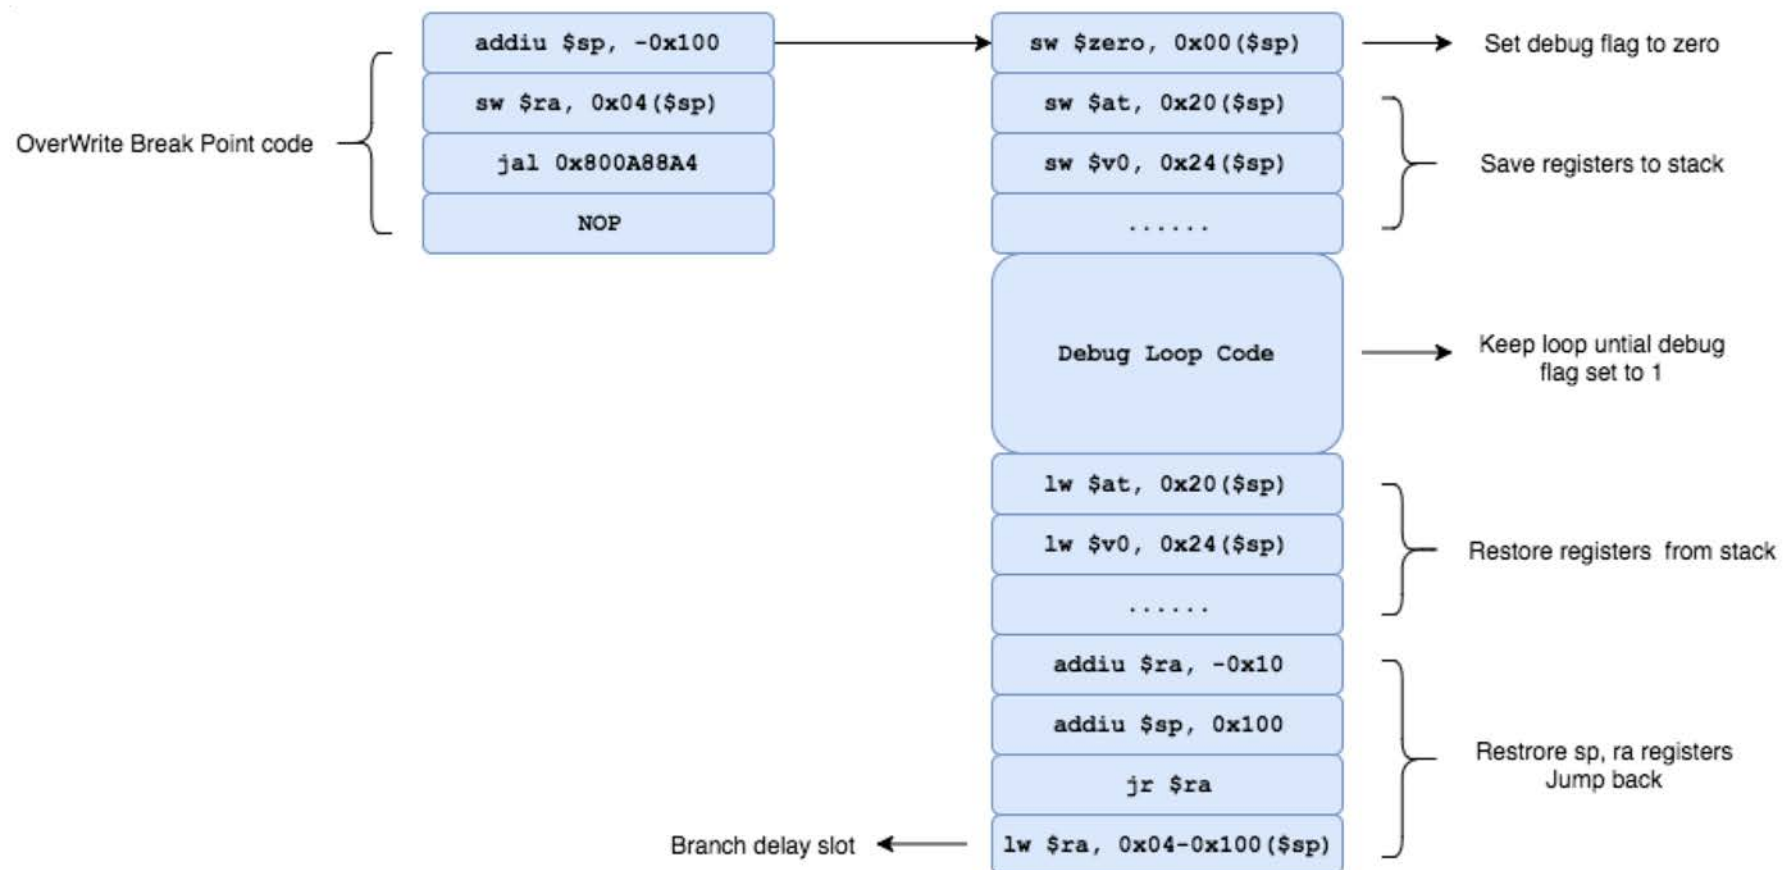 OverWrite Break Point code
addiu $sp, -0x100
sw $ra, 0x04($sp)
jal 0x800A88A4
NOP
sw $zero, 0x00($sp)
Set debug flag to zero
sw $at, 0x20($sp)
sw $v0, 0x24($sp)
......
Save registers to stack
Debug Loop Code
Keep loop untial debug
flag set to 1
lw $at, 0x20($sp)
lw $v0, 0x24($sp)
......
Restore registers from stack
addiu $ra, -0x10
addiu $sp, 0x100
jr $ra
lw $ra, 0x04-0x100($sp)
Restrore sp, ra registers
Jump back
Branch delay slot